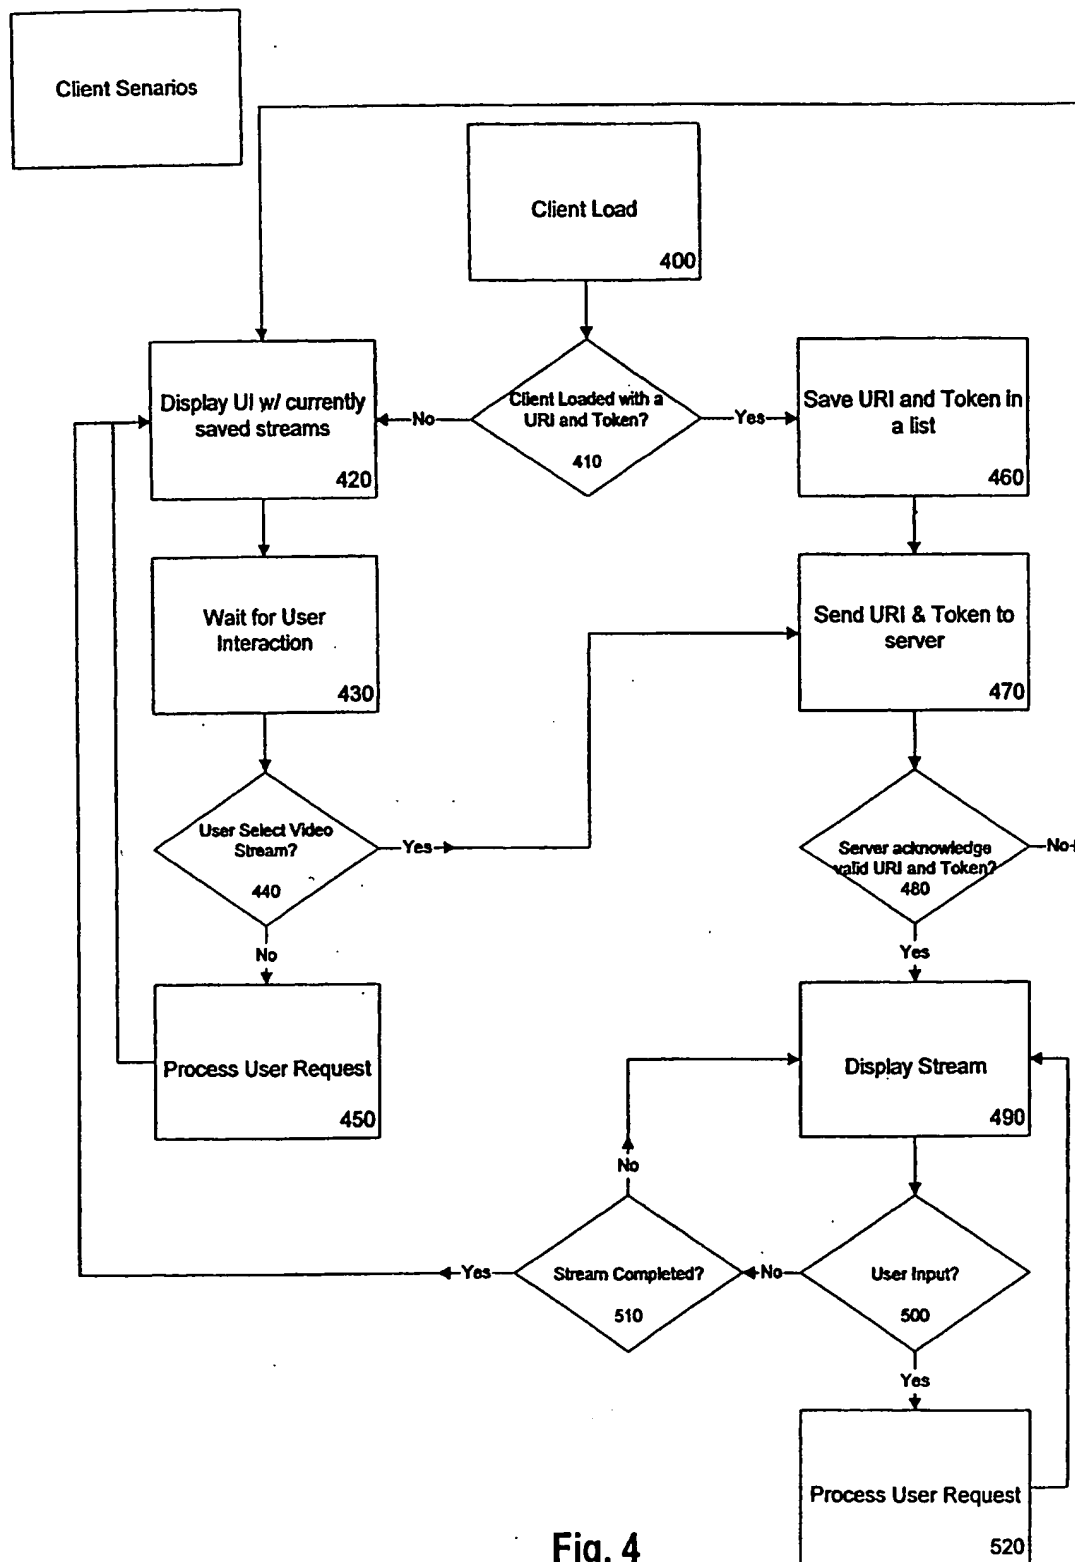 Client Senarios
Client Load
400
Display UI w/ currently
saved streams
420
No
Client Loaded with a
URI and Token?
410
Yes
Save URI and Token in
a list
460
Wait for User
Interaction
430
Send URI & Token to
server
470
User Select Video
Stream?
440
Yes
Server acknowledge
valid URI and Token?
480
No
No
Yes
Process User Request
450
Display Stream
490
No
Yes
Stream Completed?
510
No
User Input?
500
Yes
Process User Request
520
Fig. 4